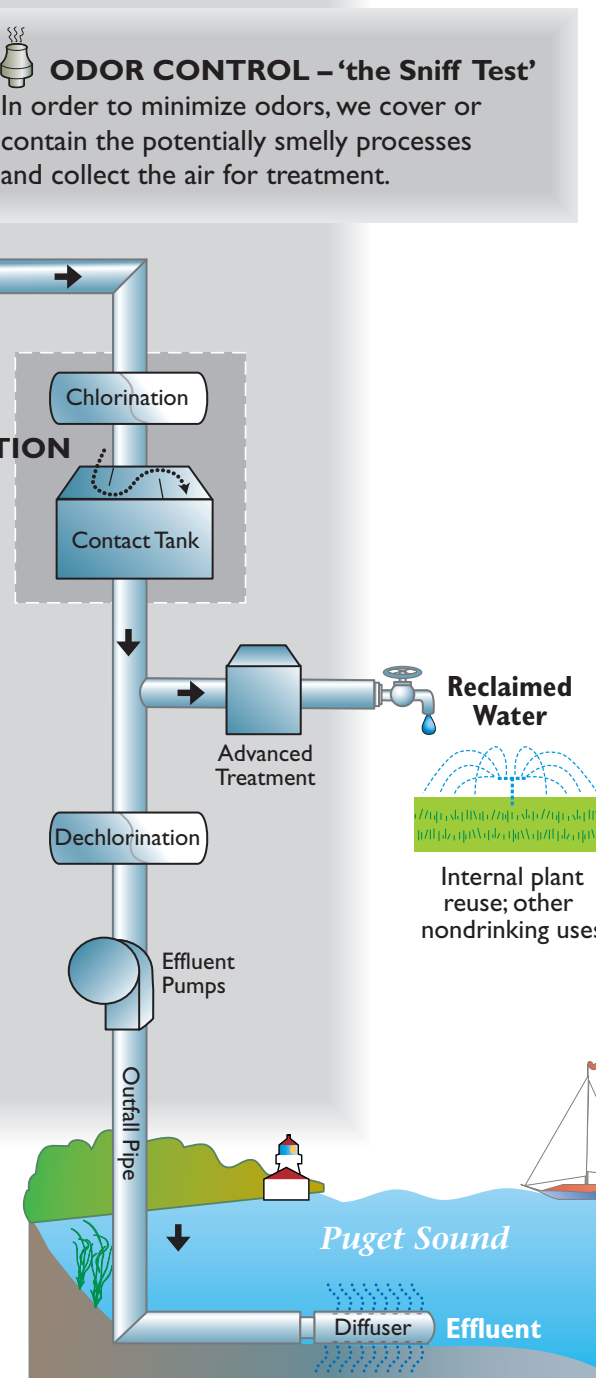 ODOR CONTROL – ‘the Sniff Test’
In order to minimize odors, we cover or
contain the potentially smelly processes
and collect the air for treatment.
Chlorination
TION
Contact Tank
Reclaimed
Water
Advanced
Treatment
Dechlorination
Internal plant
reuse; other
nondrinking uses
Effluent
Pumps
Outfall Pipe
Puget Sound
Diffuser
Effluent